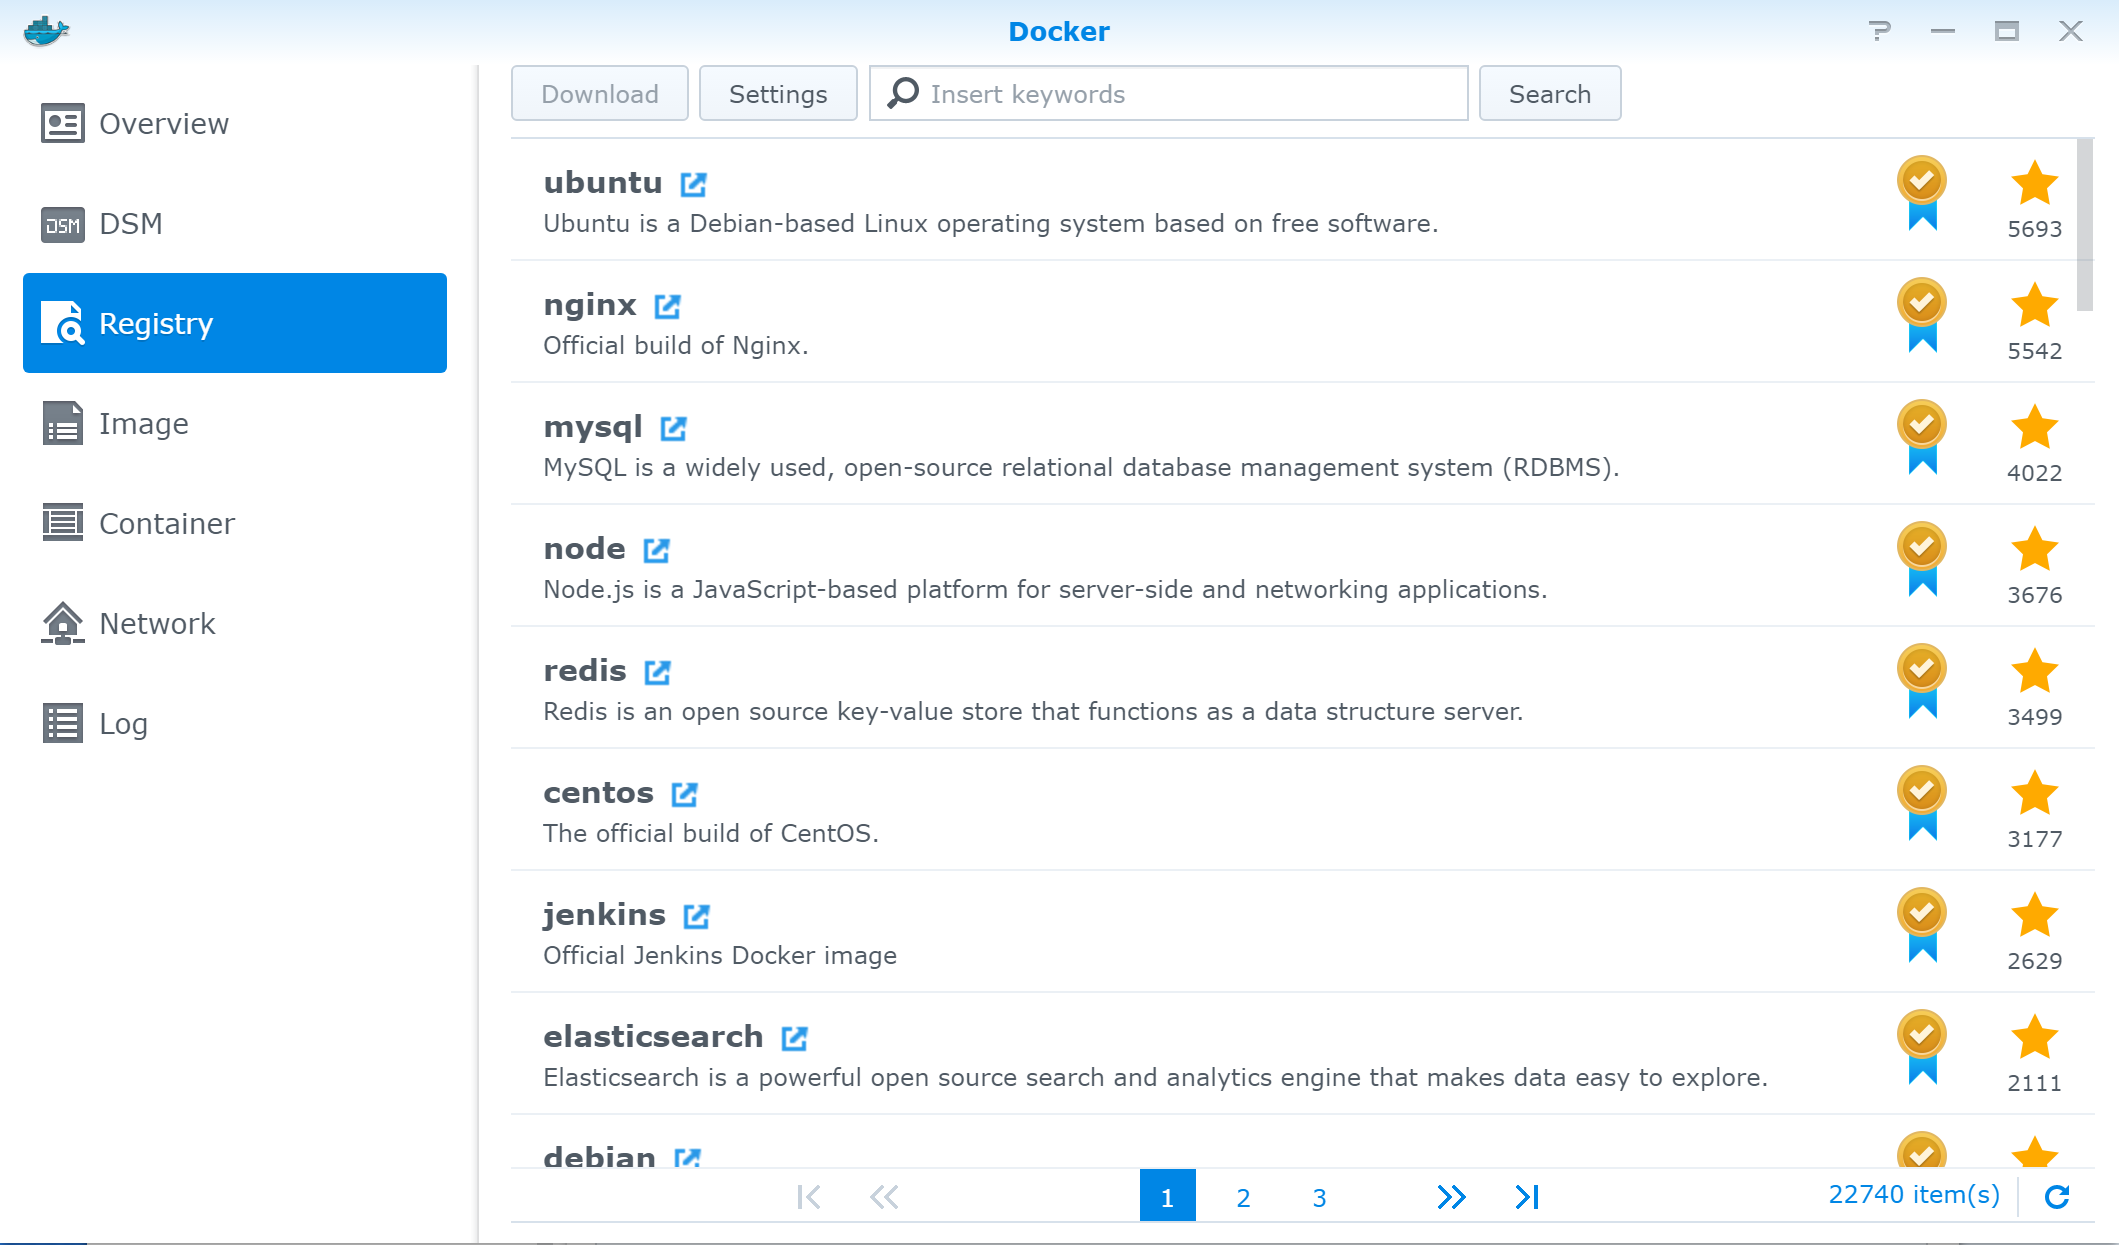 Docker
Overview
DSM
DSM
Registry
Image
Container
Network
Log
Download Settings Insert keywords Search
ubuntu
Ubuntu is a Debian-based Linux operating system based on free software.
5693
nginx
Official build of Nginx.
5542
mysql
MySQL is a widely used, open-source relational database management system (RDBMS).
4022
node
Node.js is a JavaScript-based platform for server-side and networking applications.
3676
redis
Redis is an open source key-value store that functions as a data structure server.
3499
centos
The official build of CentOS.
3177
jenkins
Official Jenkins Docker image
2629
elasticsearch
Elasticsearch is a powerful open source search and analytics engine that makes data easy to explore.
2111
debian
1 2 3
22740 item(s)